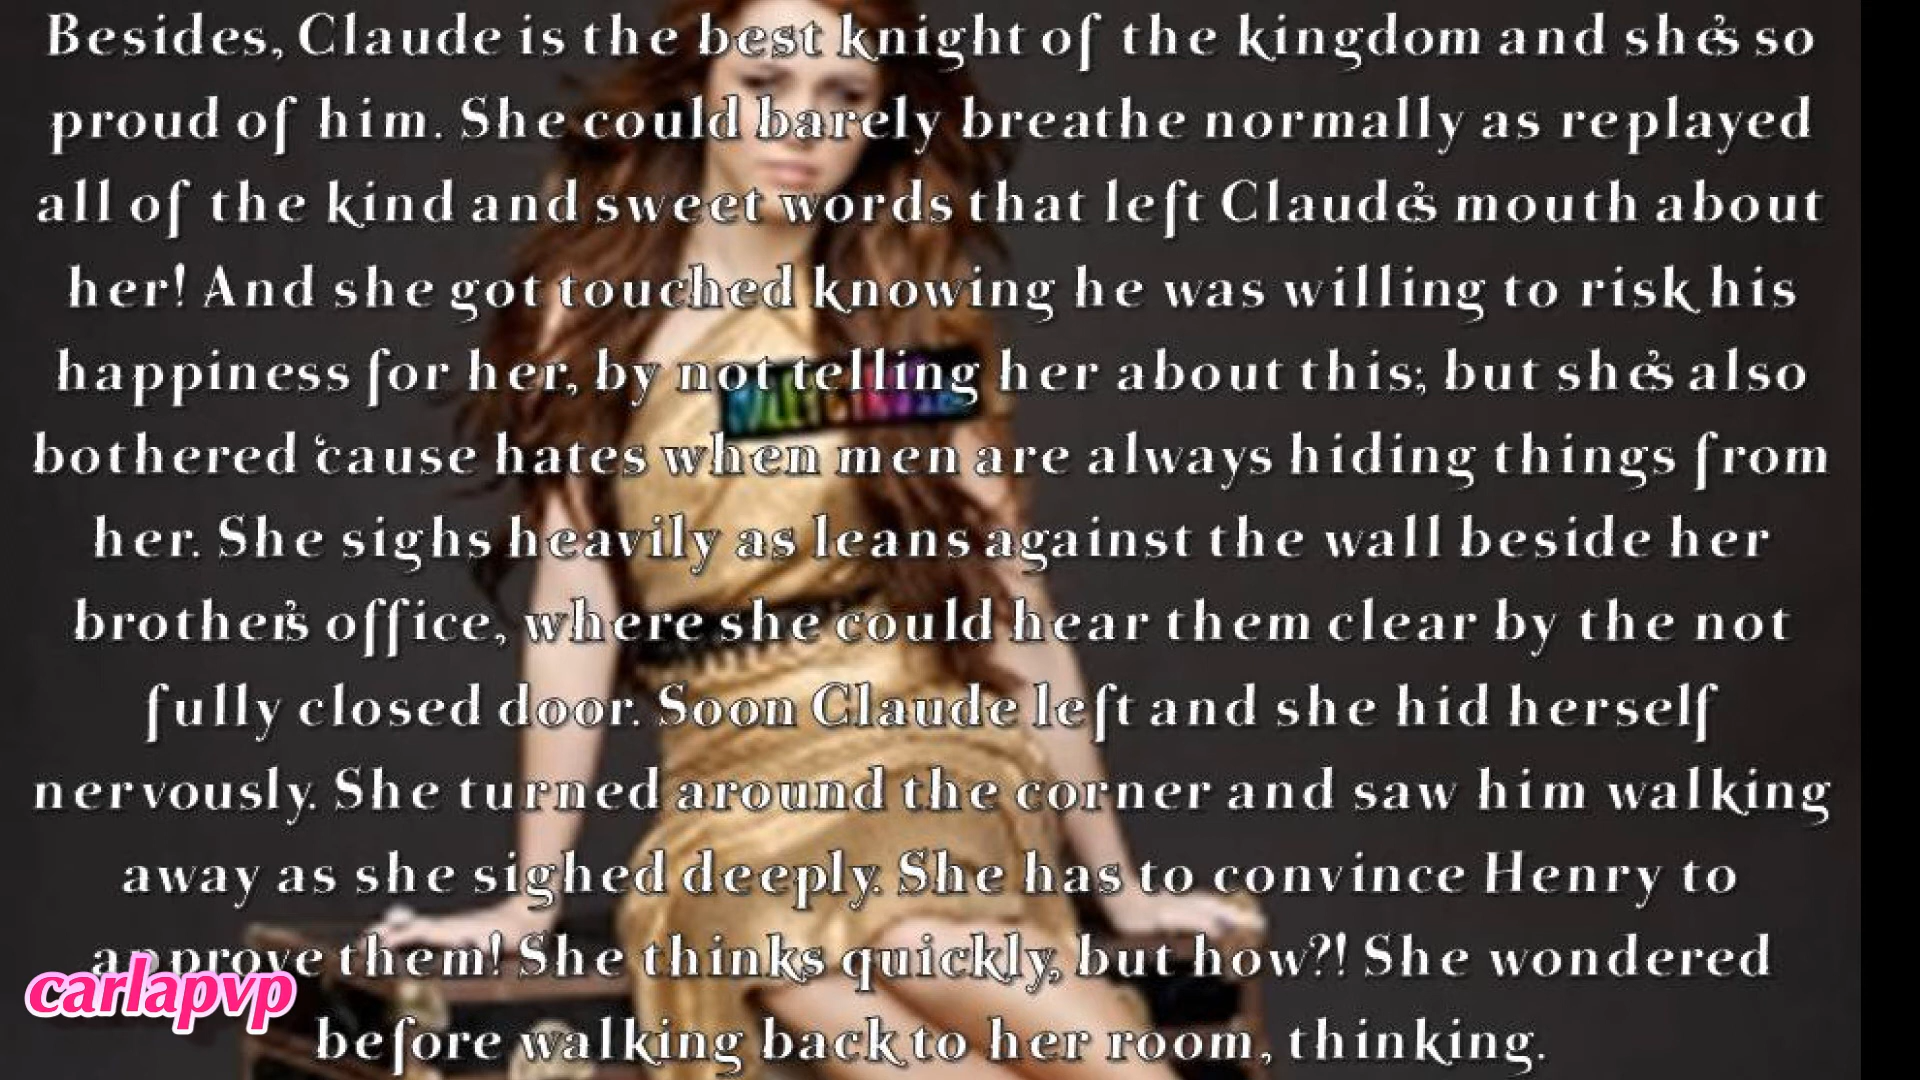 Besides, Claude is the best knight of the kingdom and she's so
proud of him. She could barely breathe normally as replayed
all of the kind and sweet words that left Claude's mouth about
her! And she got touched knowing he was willing to risk his
happiness for her, by not telling her about this; but she's also
bothered 'cause hates when men are always hiding things from
her. She sighs heavily as leans against the wall beside her
brother's office, where she could hear them clear by the not
fully closed door. Soon Claude left and she hid herself
nervously. She turned around the corner and saw him walking
away as she sighed deeply. She has to convince Henry to
approve them! She thinks quickly, but how?! She wondered
carlapvp
before walking back to her room, thinking.